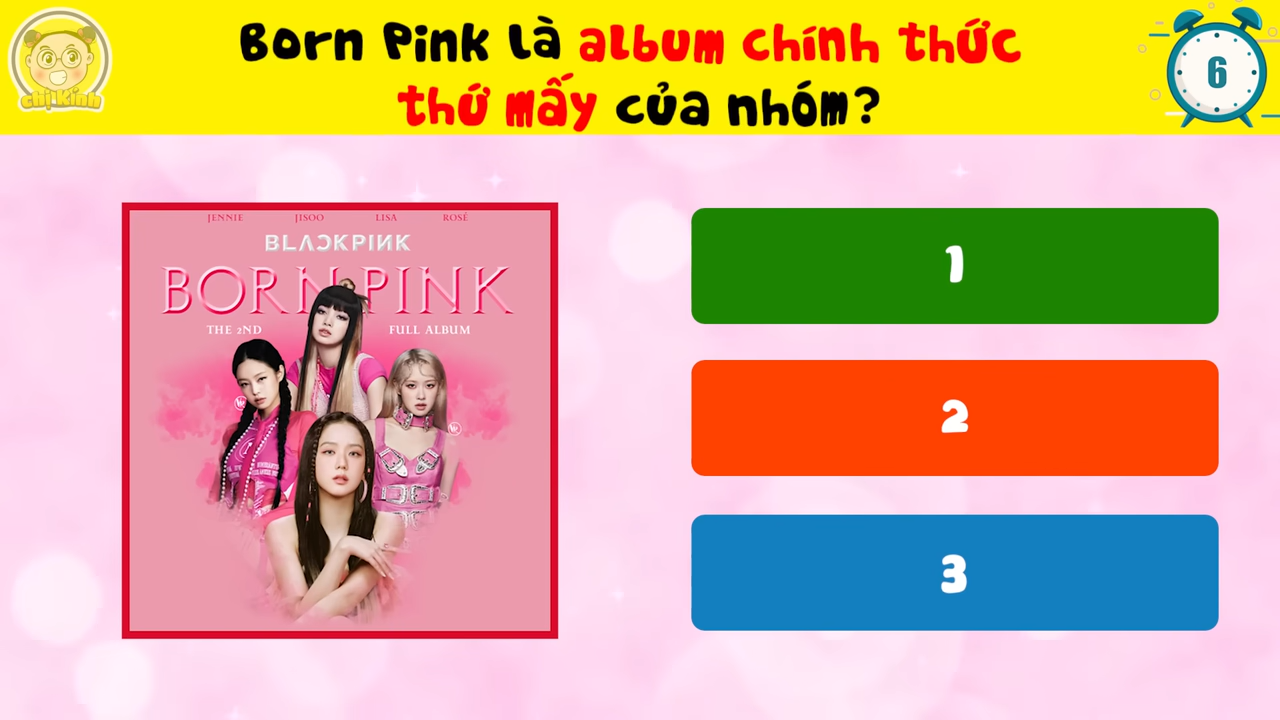 Born Pink là album chính thức
thứ mấy của nhóm?
chị kính
6
JENNIE JISOO LISA ROSÉ
BLACKPINK
BORN PINK
THE 2ND FULL ALBUM
1
2
3